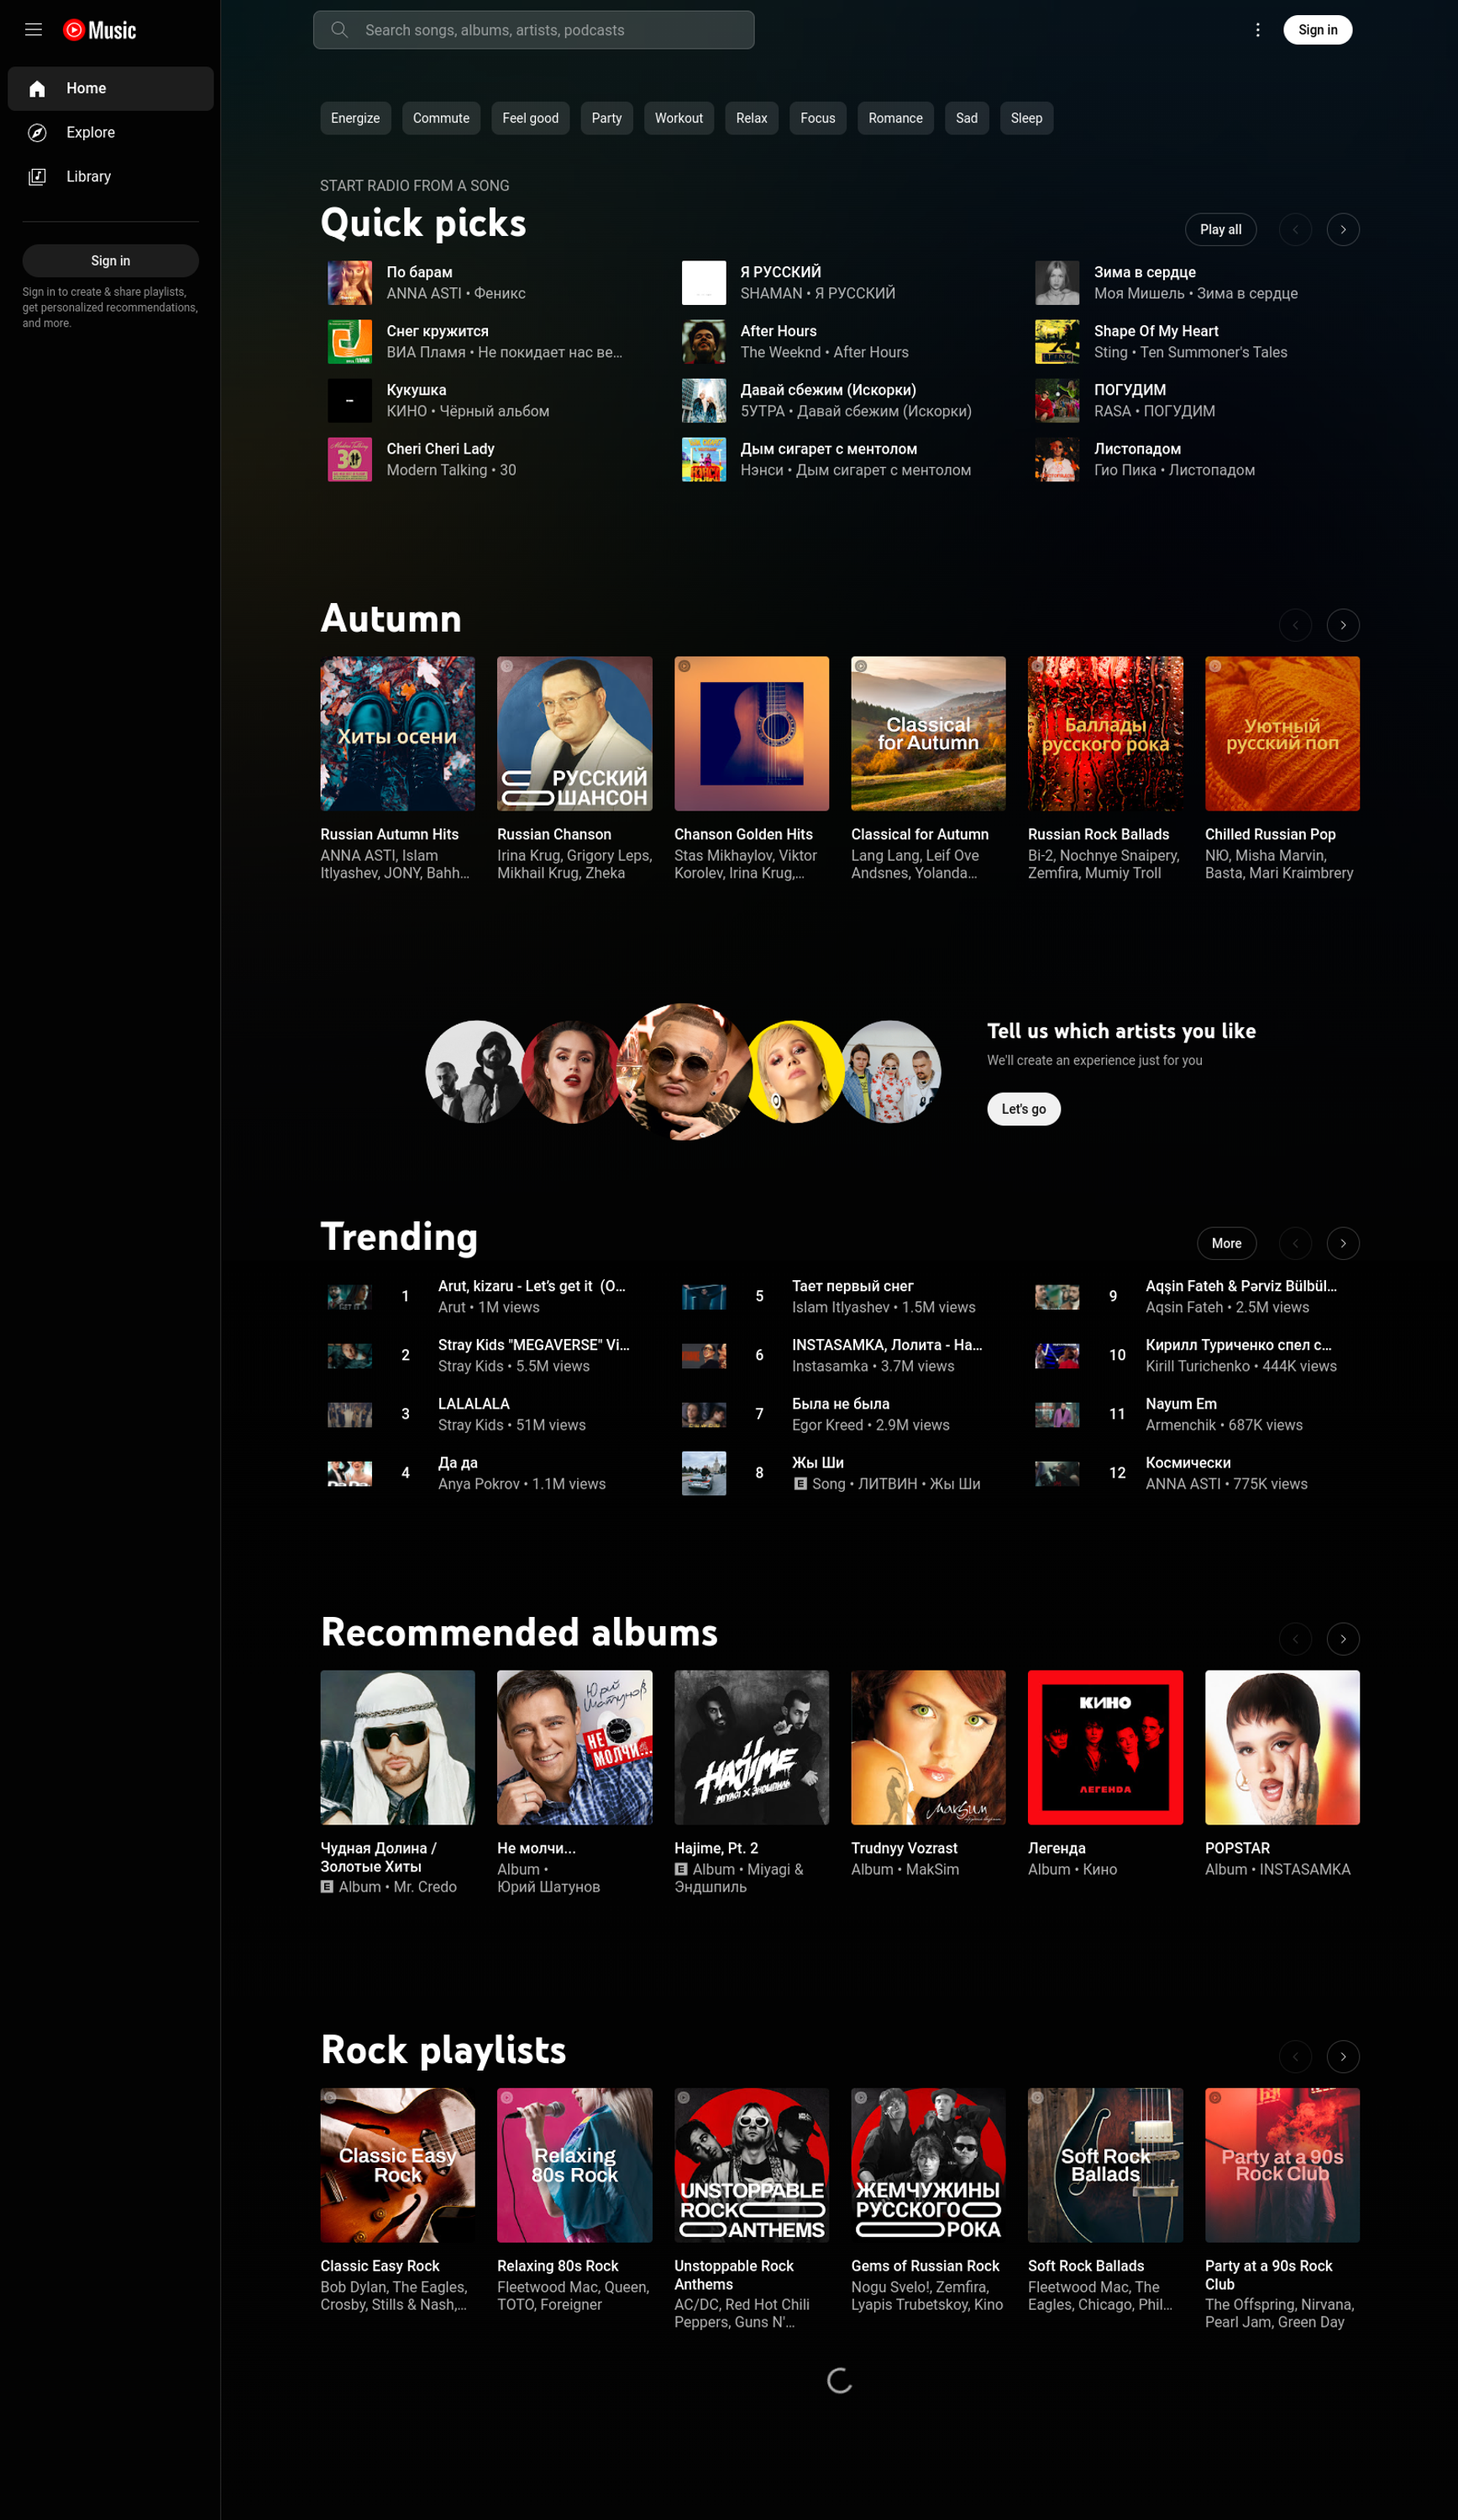 Music
Search songs, albums, artists, podcasts
Sign in
Home
Explore
Library
Sign in
Sign in to create & share playlists,
get personalized recommendations,
and more.
Energize
Commute
Feel good
Party
Workout
Relax
Focus
Romance
Sad
Sleep
START RADIO FROM A SONG
Quick picks
Play all
По барам
ANNA ASTI • Феникс
Снег кружится
ВИА Пламя • Не покидает нас ве...
Кукушка
КИНО • Чёрный альбом
Cheri Cheri Lady
Modern Talking • 30
Я РУССКИЙ
SHAMAN • Я РУССКИЙ
After Hours
The Weeknd • After Hours
Давай сбежим (Искорки)
5УТРА • Давай сбежим (Искорки)
Дым сигарет с ментолом
Нэнси • Дым сигарет с ментолом
Зима в сердце
Моя Мишель • Зима в сердце
Shape Of My Heart
Sting • Ten Summoner's Tales
ПОГУДИМ
RASA • ПОГУДИМ
Листопадом
Гио Пика • Листопадом
Autumn
Хиты осени
Russian Autumn Hits
ANNA ASTI, Islam
Itlyashev, JONY, Bahh...
РУССКИЙ
ШАНСОН
Russian Chanson
Irina Krug, Grigory Leps,
Mikhail Krug, Zheka
Chanson Golden Hits
Stas Mikhaylov, Viktor
Korolev, Irina Krug,...
Classical
for Autumn
Classical for Autumn
Lang Lang, Leif Ove
Andsnes, Yolanda...
Баллады
русского рока
Russian Rock Ballads
Bi-2, Nochnye Snaipery,
Zemfira, Mumiy Troll
Уютный
русский поп
Chilled Russian Pop
NЮ, Misha Marvin,
Basta, Mari Kraimbrery
Tell us which artists you like
We'll create an experience just for you
Let's go
Trending
More
1
Arut, kizaru - Let's get it (O...
Arut • 1M views
2
Stray Kids "MEGAVERSE" Vi...
Stray Kids • 5.5M views
3
LALALALA
Stray Kids • 51M views
4
Да да
Anya Pokrov • 1.1M views
5
Тает первый снег
Islam Itlyashev • 1.5M views
6
INSTASAMKA, Лолита - На...
Instasamka • 3.7M views
7
Была не была
Egor Kreed • 2.9M views
8
Жы Ши
E Song • ЛИТВИН • Жы Ши
9
Aqşin Fateh & Pərviz Bülbül...
Aqsin Fateh • 2.5M views
10
Кирилл Туриченко спел с...
Kirill Turichenko • 444K views
11
Nayum Em
Armenchik • 687K views
12
Космически
ANNA ASTI • 775K views
Recommended albums
Чудная Долина /
Золотые Хиты
E Album • Mr. Credo
Юрий Шатунов
НЕ МОЛЧИ...
Не молчи...
Album •
Юрий Шатунов
HAJIME
MIYAGI X ЭНДШПИЛЬ
Hajime, Pt. 2
E Album • Miyagi &
Эндшпиль
МакSим
Trudnyy Vozrast
Album • MakSim
КИНО
ЛЕГЕНДА
Легенда
Album • Кино
POPSTAR
Album • INSTASAMKA
Rock playlists
Classic Easy
Rock
Classic Easy Rock
Bob Dylan, The Eagles,
Crosby, Stills & Nash,...
Relaxing
80s Rock
Relaxing 80s Rock
Fleetwood Mac, Queen,
TOTO, Foreigner
UNSTOPPABLE
ROCK
ANTHEMS
Unstoppable Rock
Anthems
AC/DC, Red Hot Chili
Peppers, Guns N'...
ЖЕМЧУЖИНЫ
РУССКОГО
РОКА
Gems of Russian Rock
Nogu Svelo!, Zemfira,
Lyapis Trubetskoy, Kino
Soft Rock
Ballads
Soft Rock Ballads
Fleetwood Mac, The
Eagles, Chicago, Phil...
Party at a 90s
Rock Club
Party at a 90s Rock
Club
The Offspring, Nirvana,
Pearl Jam, Green Day